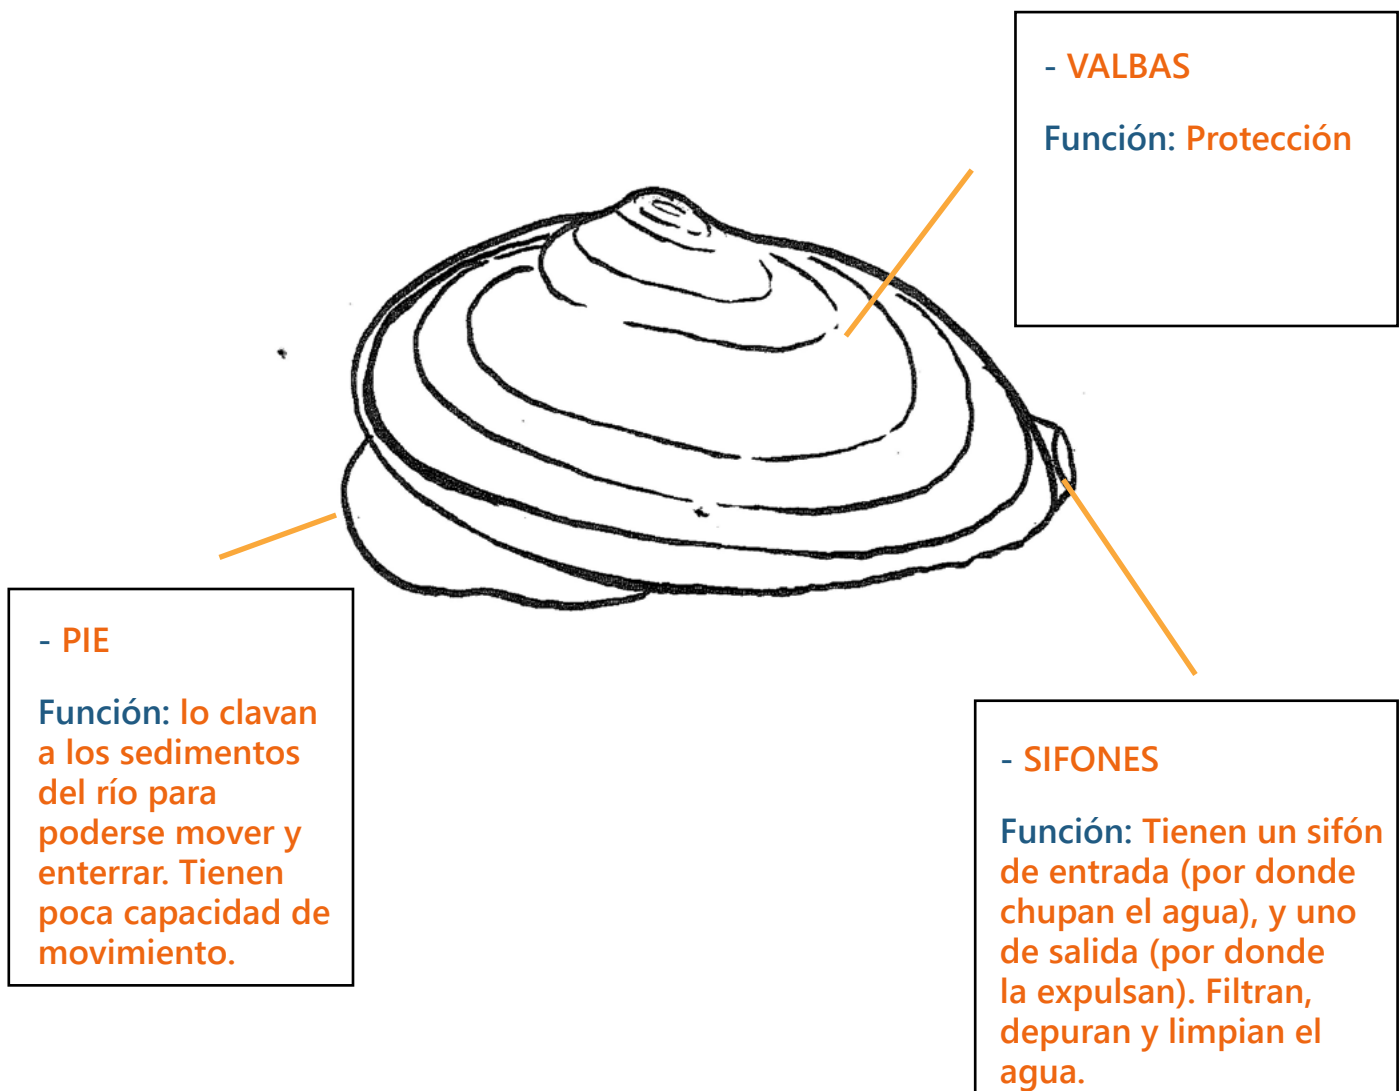 - VALBAS
Función: Protección
- PIE
Función: lo clavan
a los sedimentos
del río para
poderse mover y
enterrar. Tienen
poca capacidad de
movimiento.
- SIFONES
Función: Tienen un sifón
de entrada (por donde
chupan el agua), y uno
de salida (por donde
la expulsan). Filtran,
depuran y limpian el
agua.